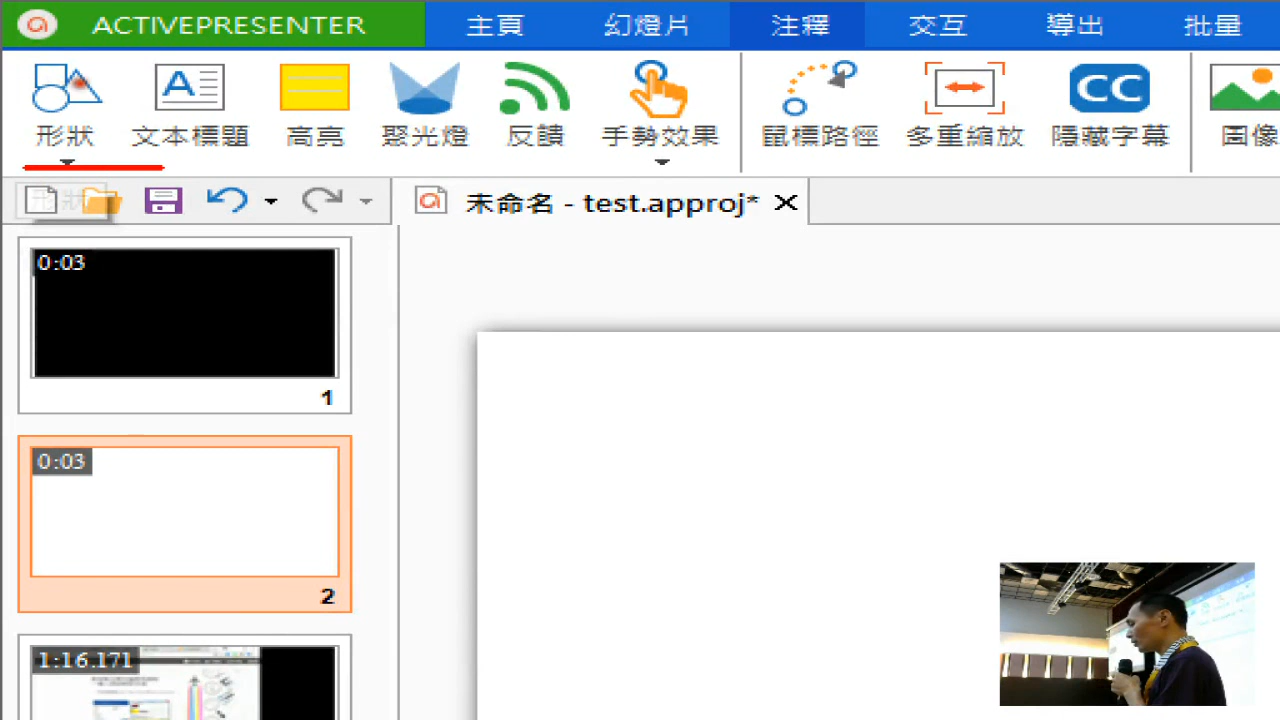 ACTIVEPRESENTER 主頁 幻燈片 注釋 交互 導出 批量
形狀 文本標題 高亮 聚光燈 反饋 手勢效果 鼠標路徑 多重縮放 隱藏字幕 圖像
未命名 - test.approj*
0:03
1
0:03
2
1:16.171